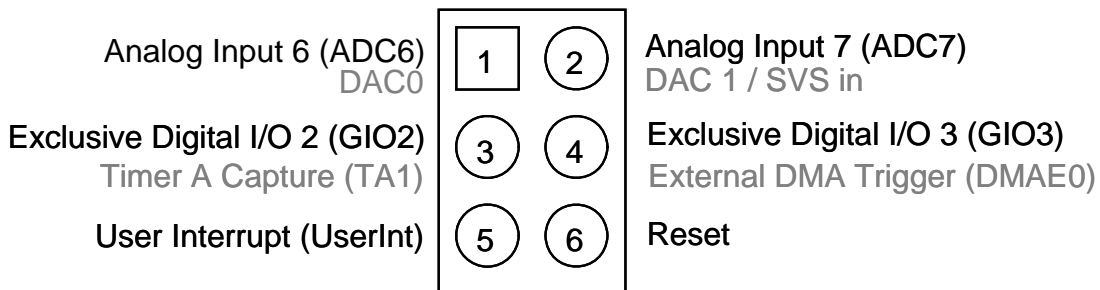 Analog Input 6 (ADC6) 1 2 Analog Input 7 (ADC7)
DAC0 DAC 1 / SVS in
Exclusive Digital I/O 2 (GIO2) 3 4 Exclusive Digital I/O 3 (GIO3)
Timer A Capture (TA1) External DMA Trigger (DMAE0)
User Interrupt (UserInt) 5 6 Reset